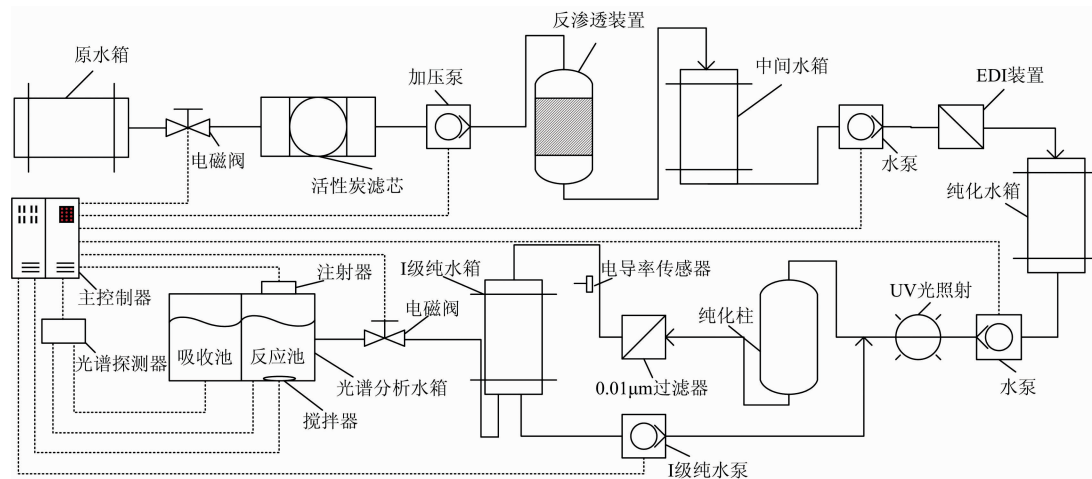 反渗透装置
原水箱
加压泵
中间水箱
EDI装置
电磁阀
活性炭滤芯
水泵
纯化水箱
主控制器
注射器
I级纯水箱
电导率传感器
电磁阀
纯化柱
UV光照射
光谱探测器
吸收池
反应池
光谱分析水箱
0.01μm过滤器
水泵
搅拌器
I级纯水泵